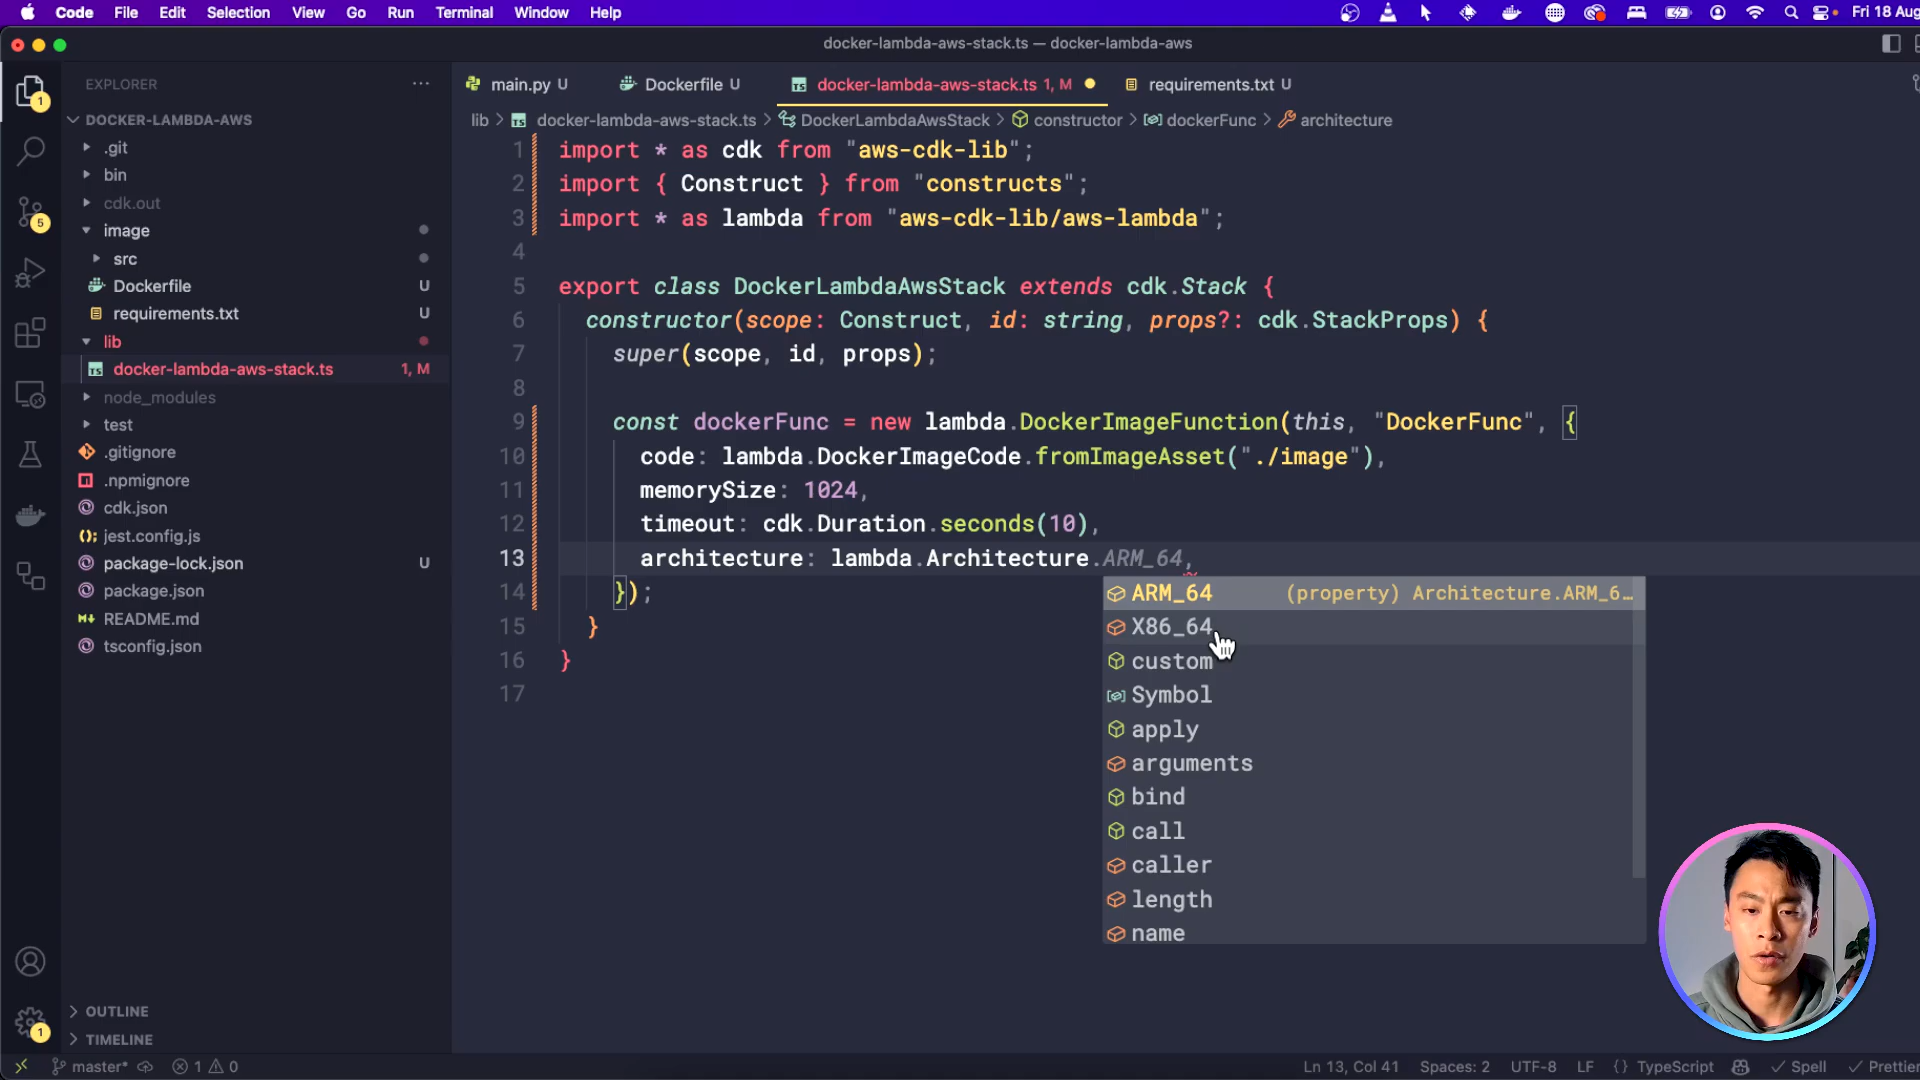 Code File Edit Selection View Go Run Terminal Window Help Fri 18 Aug
docker-lambda-aws-stack.ts — docker-lambda-aws
EXPLORER
main.py U
Dockerfile U
docker-lambda-aws-stack.ts 1, M
requirements.txt U
lib > docker-lambda-aws-stack.ts > DockerLambdaAwsStack > constructor > dockerFunc > architecture
DOCKER-LAMBDA-AWS
.git
bin
cdk.out
image
src
Dockerfile U
requirements.txt U
lib
docker-lambda-aws-stack.ts 1, M
node_modules
test
.gitignore
.npmignore
cdk.json
jest.config.js
package-lock.json U
package.json
README.md
tsconfig.json
OUTLINE
TIMELINE
1
5
1
1 import * as cdk from "aws-cdk-lib";
2 import { Construct } from "constructs";
3 import * as lambda from "aws-cdk-lib/aws-lambda";
4
5 export class DockerLambdaAwsStack extends cdk.Stack {
6 constructor(scope: Construct, id: string, props?: cdk.StackProps) {
7 super(scope, id, props);
8
9 const dockerFunc = new lambda.DockerImageFunction(this, "DockerFunc", {
10 code: lambda.DockerImageCode.fromImageAsset("./image"),
11 memorySize: 1024,
12 timeout: cdk.Duration.seconds(10),
13 architecture: lambda.Architecture.ARM_64,
14 });
15 }
16 }
17
ARM_64 (property) Architecture.ARM_6…
X86_64
custom
Symbol
apply
arguments
bind
call
caller
length
name
master* 1 0 Ln 13, Col 41 Spaces: 2 UTF-8 LF {} TypeScript Spell Prettier